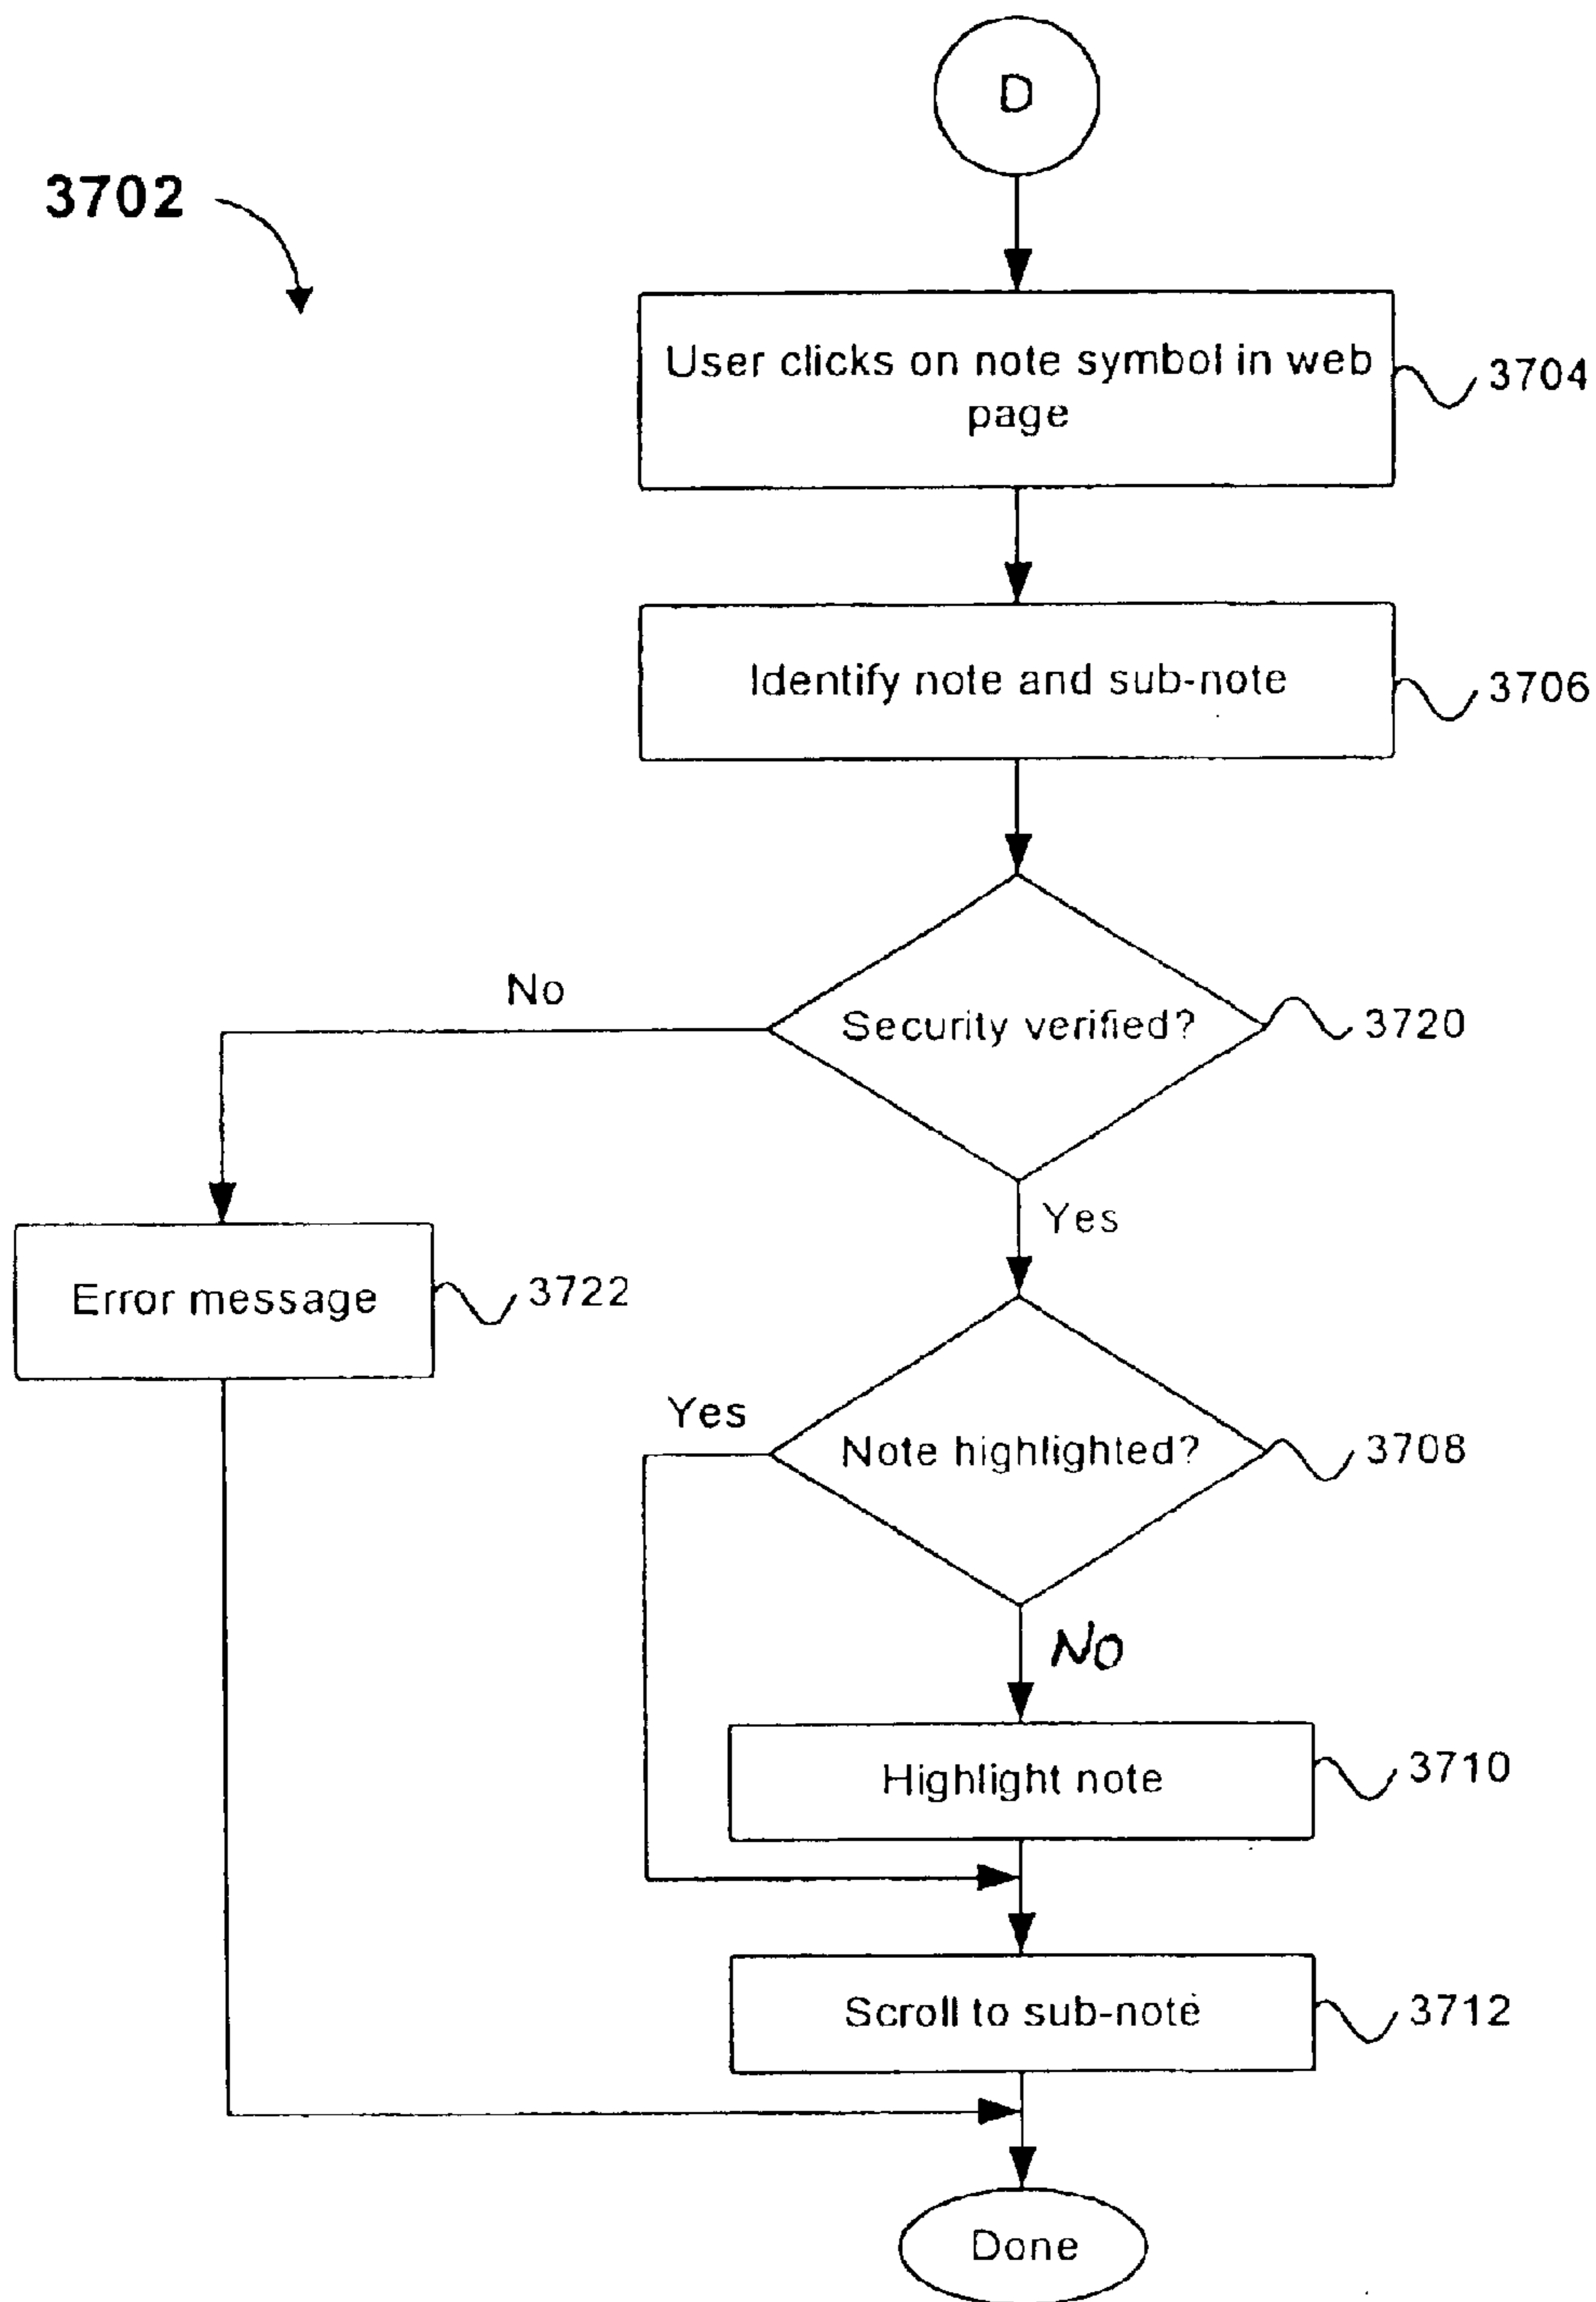 D
3702
User clicks on note symbol in web
page
3704
Identify note and sub-note
3706
No
Security verified?
3720
Yes
Error message
3722
Yes
Note highlighted?
3708
NO
Highlight note
3710
Scroll to sub-note
3712
Done